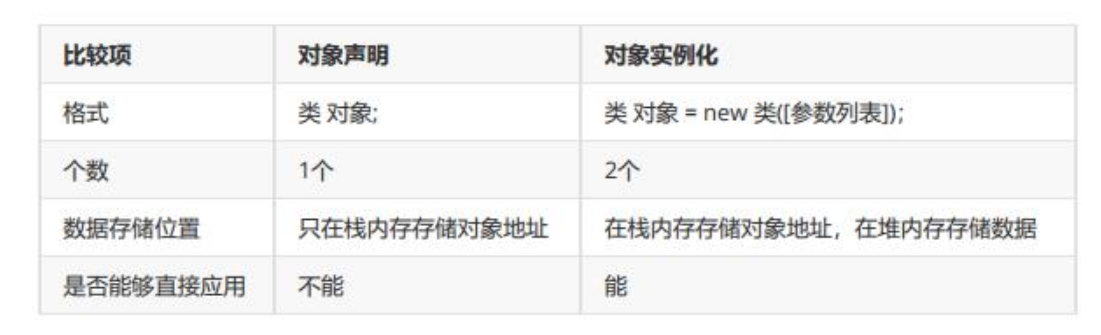 比较项 对象声明 对象实例化
格式 类 对象; 类 对象 = new 类([参数列表]);
个数 1个 2个
数据存储位置 只在栈内存存储对象地址 在栈内存存储对象地址，在堆内存存储数据
是否能够直接应用 不能 能